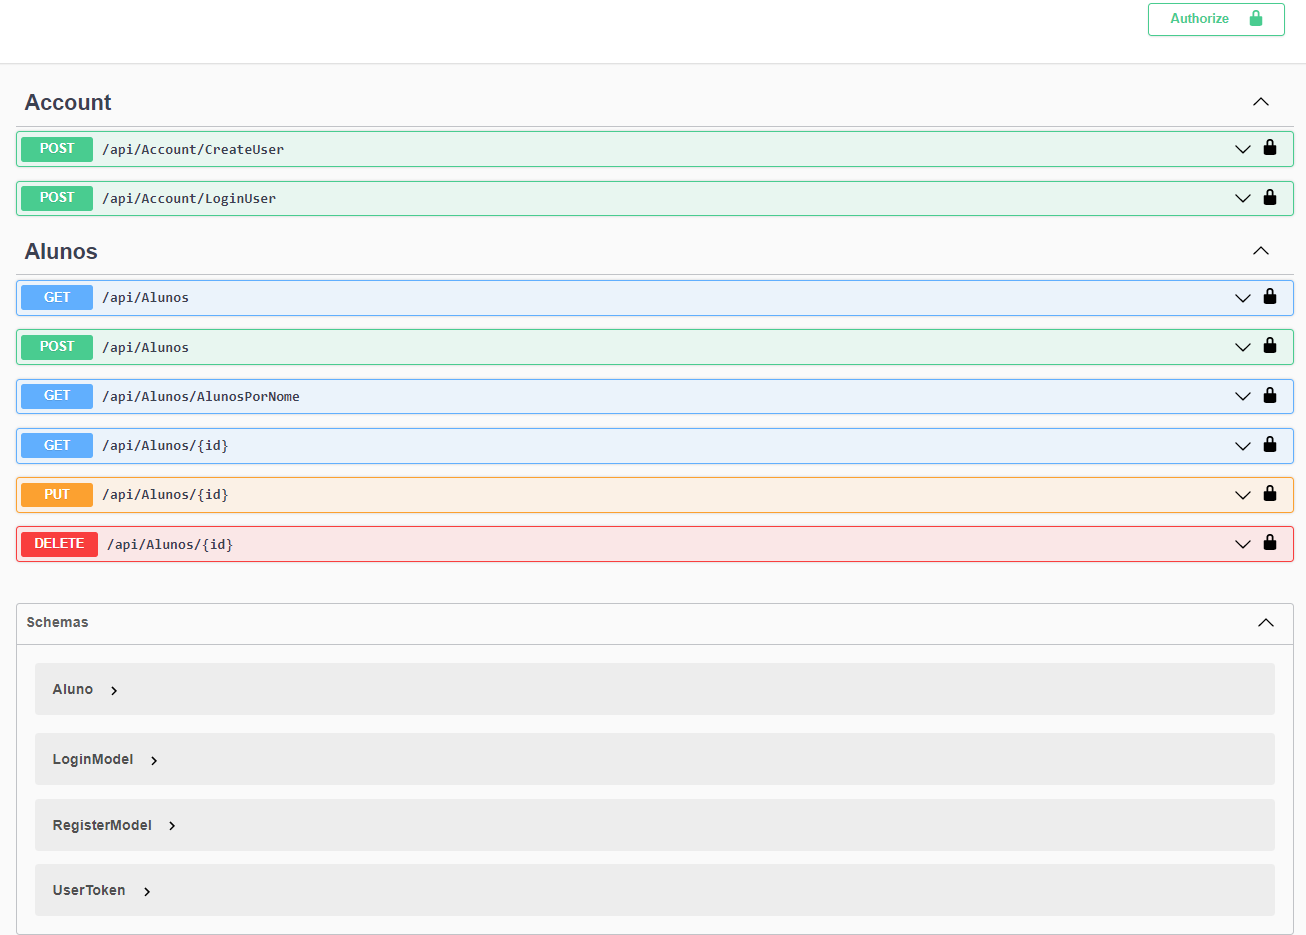 Authorize
Account
POST /api/Account/CreateUser
POST /api/Account/LoginUser
Alunos
GET /api/Alunos
POST /api/Alunos
GET /api/Alunos/AlunosPorNome
GET /api/Alunos/{id}
PUT /api/Alunos/{id}
DELETE /api/Alunos/{id}
Schemas
Aluno
LoginModel
RegisterModel
UserToken